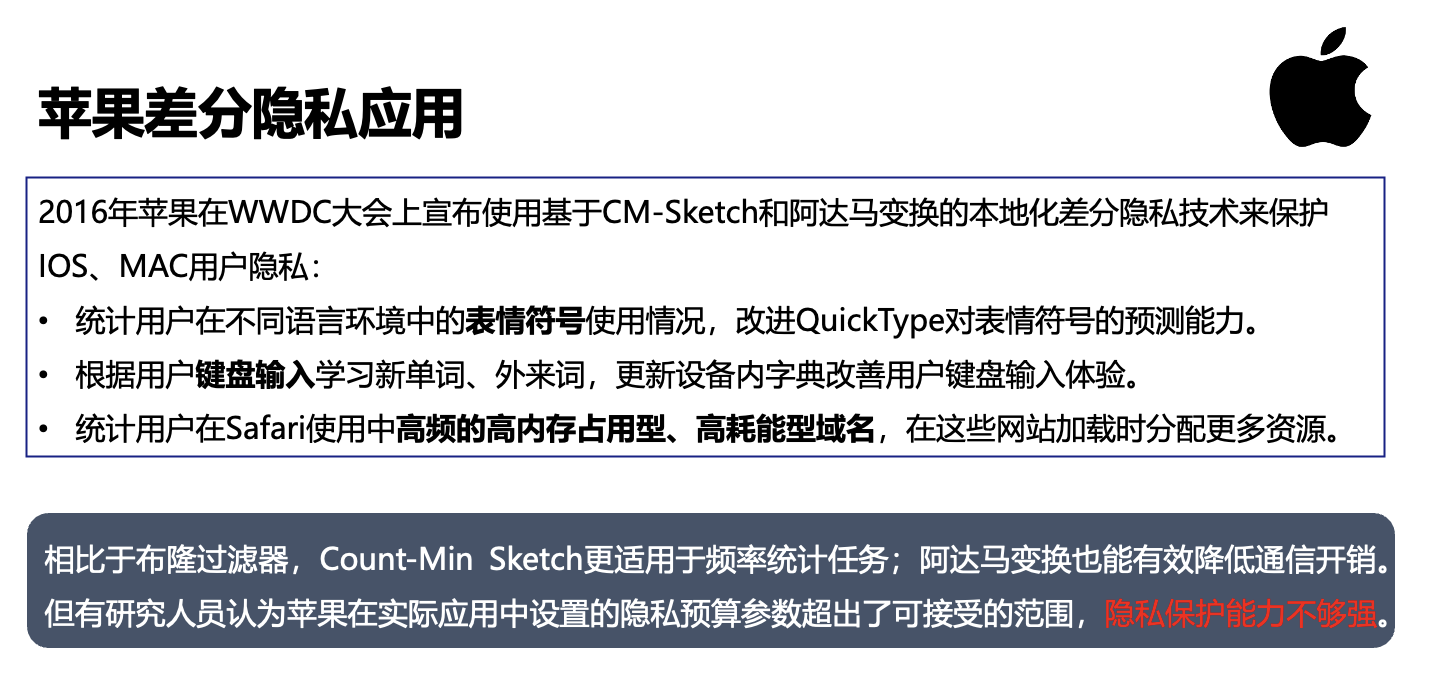 苹果差分隐私应用
2016年苹果在WWDC大会上宣布使用基于CM-Sketch和阿达马变换的本地化差分隐私技术来保护
IOS、MAC用户隐私：
• 统计用户在不同语言环境中的表情符号使用情况，改进QuickType对表情符号的预测能力。
• 根据用户键盘输入学习新单词、外来词，更新设备内字典改善用户键盘输入体验。
• 统计用户在Safari使用中高频的高内存占用型、高耗能型域名，在这些网站加载时分配更多资源。
相比于布隆过滤器，Count-Min Sketch更适用于频率统计任务；阿达马变换也能有效降低通信开销。
但有研究人员认为苹果在实际应用中设置的隐私预算参数超出了可接受的范围，隐私保护能力不够强。